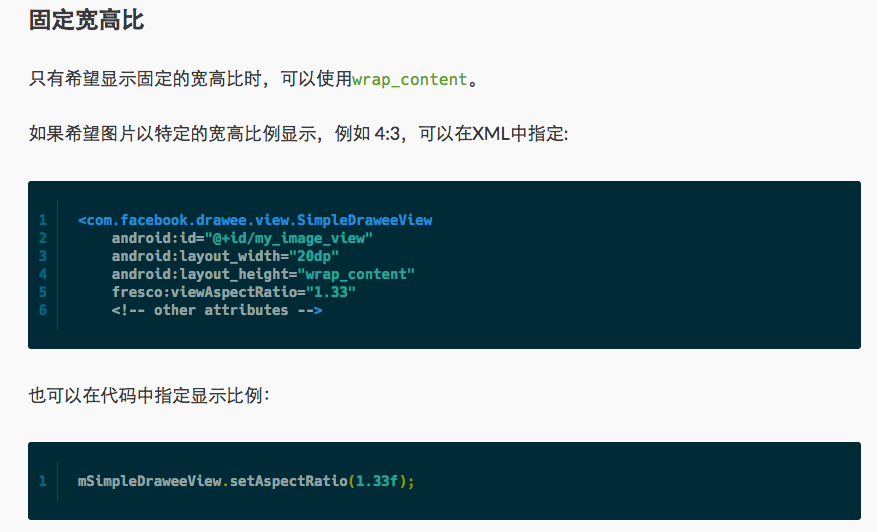 固定宽高比
只有希望显示固定的宽高比时，可以使用wrap_content。
如果希望图片以特定的宽高比例显示，例如 4:3，可以在XML中指定:
1 <com.facebook.drawee.view.SimpleDraweeView
2 android:id="@+id/my_image_view"
3 android:layout_width="20dp"
4 android:layout_height="wrap_content"
5 fresco:viewAspectRatio="1.33"
6 <!-- other attributes -->
也可以在代码中指定显示比例：
1 mSimpleDraweeView.setAspectRatio(1.33f);